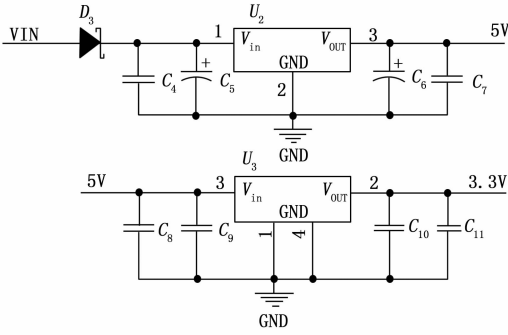 D3 U2
VIN 1 Vin VOUT 3 5V
GND
+ +
C4 C5 2 C6 C7
GND
U3
5V 3 Vin VOUT 2 3.3V
GND
C8 C9 1 4 C10 C11
GND